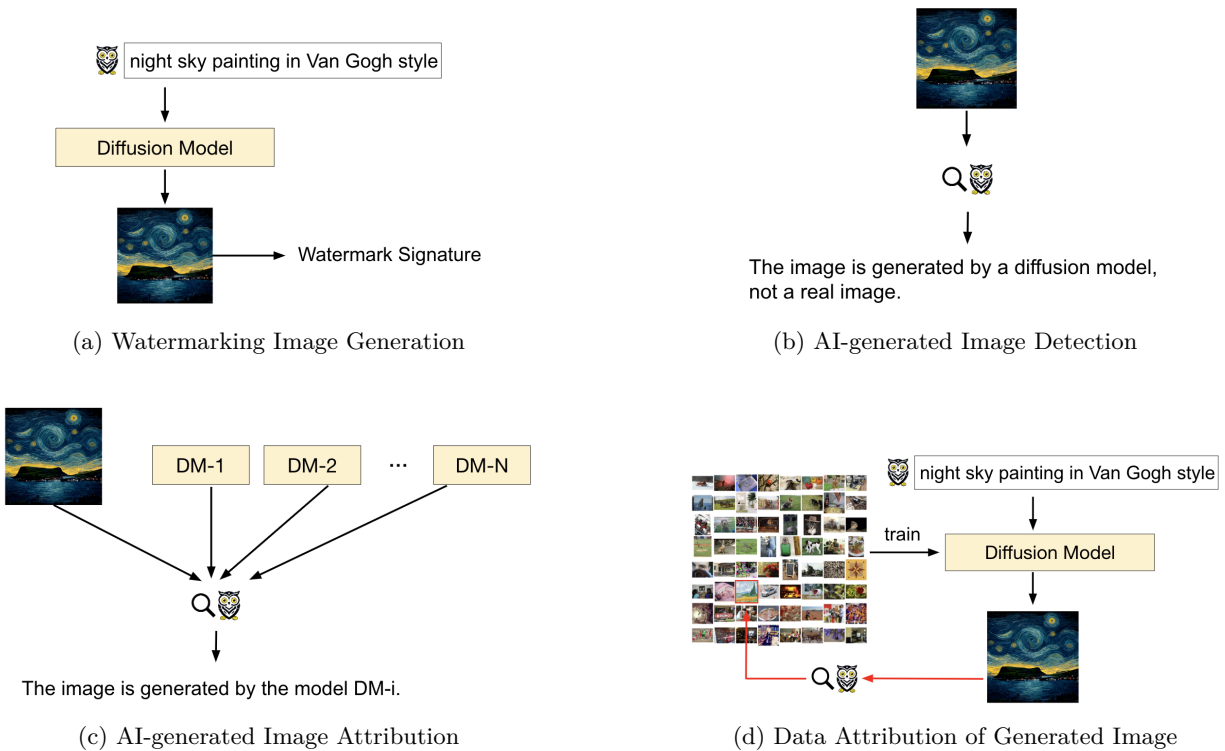 night sky painting in Van Gogh style
Diffusion Model
Watermark Signature
(a) Watermarking Image Generation
The image is generated by a diffusion model,
not a real image.
(b) AI-generated Image Detection
DM-1
DM-2
...
DM-N
The image is generated by the model DM-i.
(c) AI-generated Image Attribution
night sky painting in Van Gogh style
train
Diffusion Model
(d) Data Attribution of Generated Image